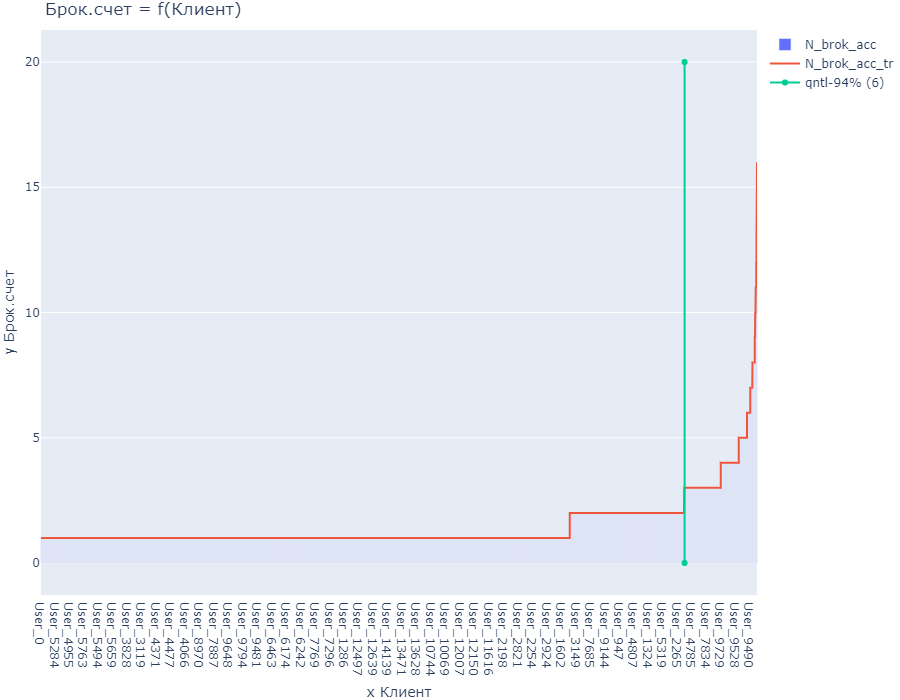 Брок.счет = f(Клиент)
N_brok_acc
N_brok_acc_tr
qntl-94% (6)
20
15
10
5
0
y Брок.счет
User_0
User_5284
User_4955
User_5763
User_5494
User_5659
User_3828
User_3119
User_4371
User_4477
User_4066
User_8970
User_7887
User_9648
User_9794
User_9481
User_6463
User_6174
User_6242
User_7769
User_7296
User_1286
User_12497
User_12639
User_14139
User_13471
User_13628
User_10744
User_10069
User_12007
User_12150
User_11616
User_2198
User_2821
User_2254
User_2924
User_1602
User_3149
User_7685
User_9144
User_947
User_4807
User_1324
User_5319
User_5265
User_4785
User_7834
User_9729
User_9528
User_9490
x Клиент